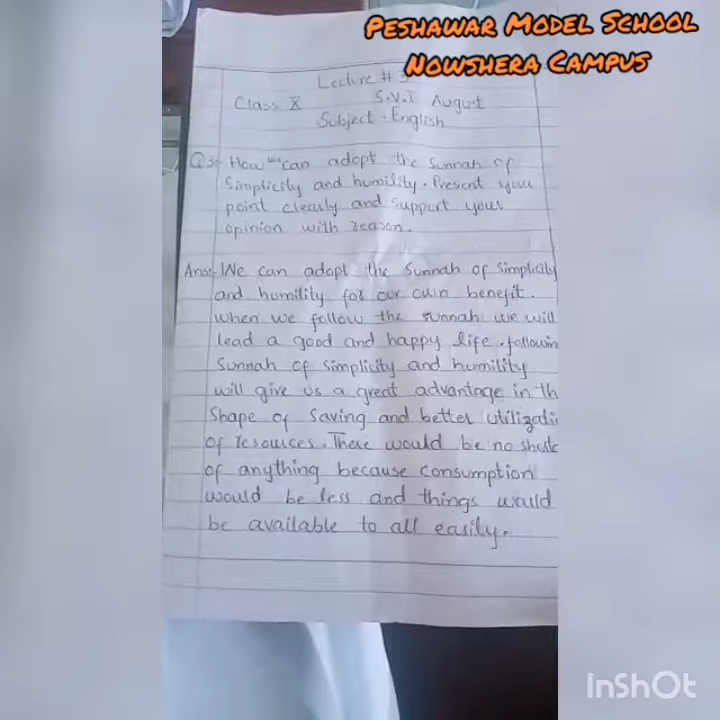 PESHAWAR MODEL SCHOOL
NOWSHERA CAMPUS
Lecture #
Class X S.V.T August
Subject - English
Q3:- How we can adopt the Sunnah of
Simplicity and humility. Present your
point clearly and support your
opinion with reason.
Ans:- We can adopt the Sunnah of Simplicity
and humility for our own benefit.
When we follow the sunnah we will
lead a good and happy life. followin
Sunnah of simplicity and humility
will give us a great advantage in th
Shape of Saving and better utilizati
of resources. There would be no
of anything because consumption
would be less and things would
be available to all easily.
InShOt